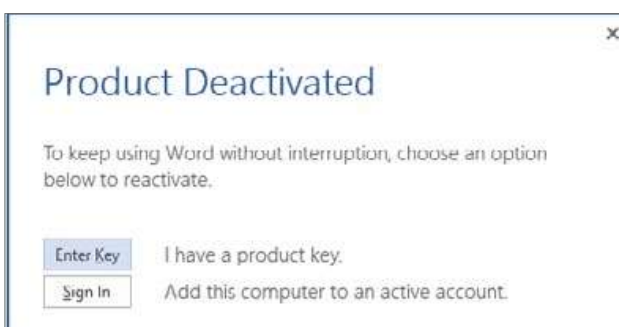 Product Deactivated
To keep using Word without interruption, choose an option
below to reactivate.
Enter Key I have a product key.
Sign In Add this computer to an active account.